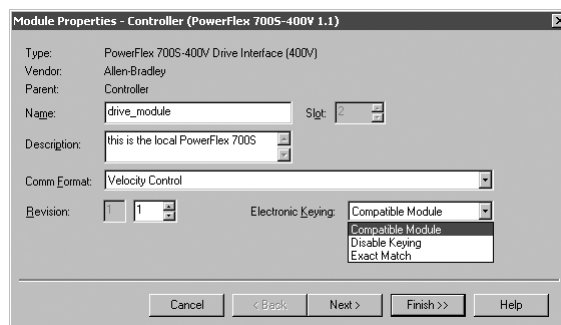 Module Properties - Controller (PowerFlex 700S-400V 1.1)
Type: PowerFlex 700S-400V Drive Interface (400V)
Vendor: Allen-Bradley
Parent: Controller
Name: drive_module Slot: 2
Description: this is the local PowerFlex 700S
Comm Format: Velocity Control
Revision: 1 1 Electronic Keying: Compatible Module
Compatible Module
Disable Keying
Exact Match
Cancel < Back Next > Finish >> Help